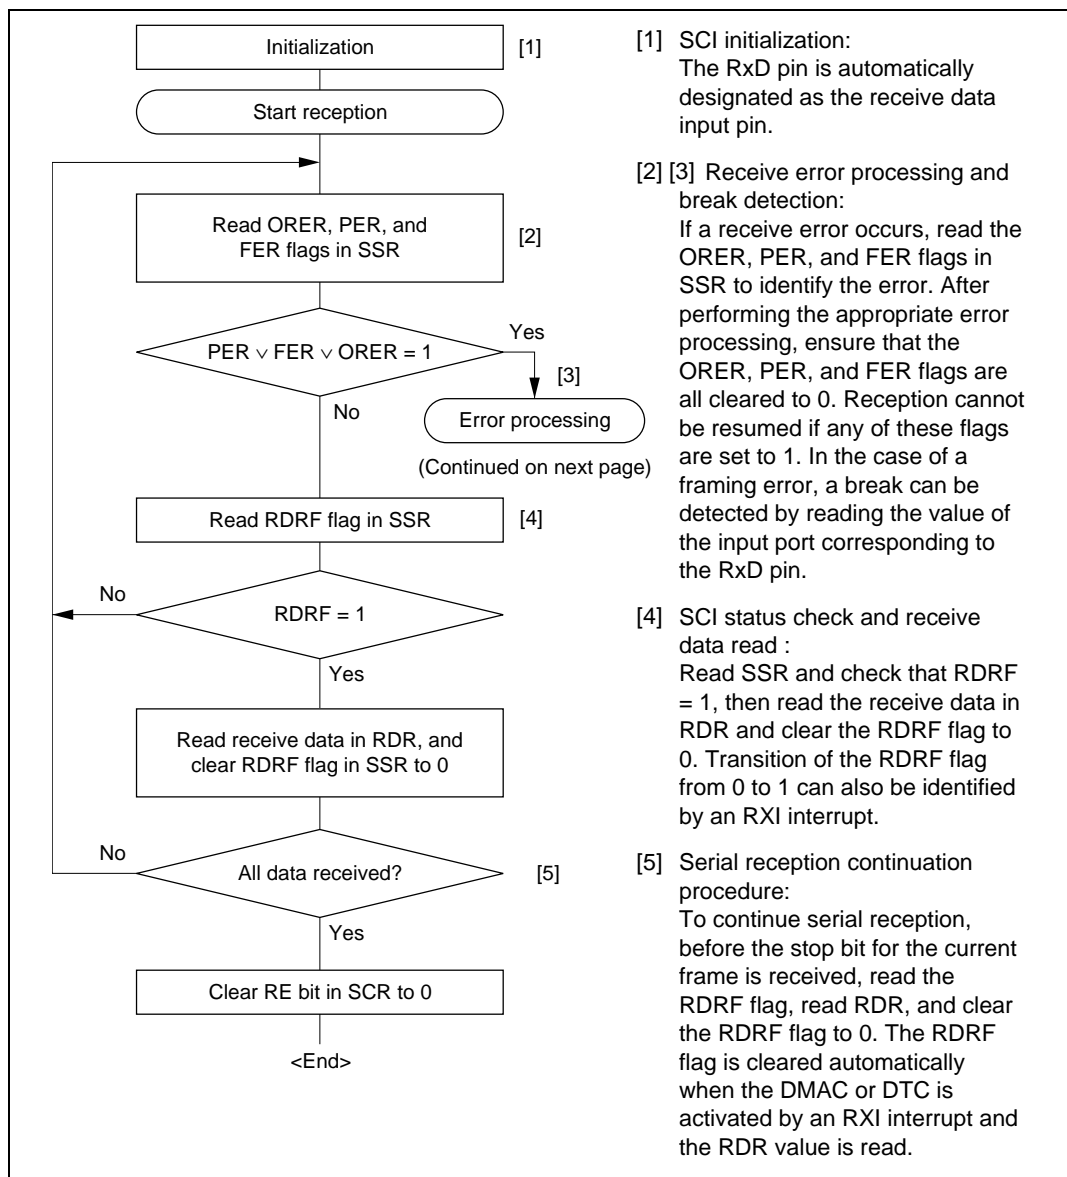 Initialization
[1]
Start reception
Read ORER, PER, and
FER flags in SSR
[2]
PER ∨ FER ∨ ORER = 1
Yes
[3]
No
Error processing
(Continued on next page)
Read RDRF flag in SSR
[4]
No
RDRF = 1
Yes
Read receive data in RDR, and
clear RDRF flag in SSR to 0
No
All data received?
[5]
Yes
Clear RE bit in SCR to 0
<End>
[1] SCI initialization:
The RxD pin is automatically
designated as the receive data
input pin.
[2] [3] Receive error processing and
break detection:
If a receive error occurs, read the
ORER, PER, and FER flags in
SSR to identify the error. After
performing the appropriate error
processing, ensure that the
ORER, PER, and FER flags are
all cleared to 0. Reception cannot
be resumed if any of these flags
are set to 1. In the case of a
framing error, a break can be
detected by reading the value of
the input port corresponding to
the RxD pin.
[4] SCI status check and receive
data read :
Read SSR and check that RDRF
= 1, then read the receive data in
RDR and clear the RDRF flag to
0. Transition of the RDRF flag
from 0 to 1 can also be identified
by an RXI interrupt.
[5] Serial reception continuation
procedure:
To continue serial reception,
before the stop bit for the current
frame is received, read the
RDRF flag, read RDR, and clear
the RDRF flag to 0. The RDRF
flag is cleared automatically
when the DMAC or DTC is
activated by an RXI interrupt and
the RDR value is read.